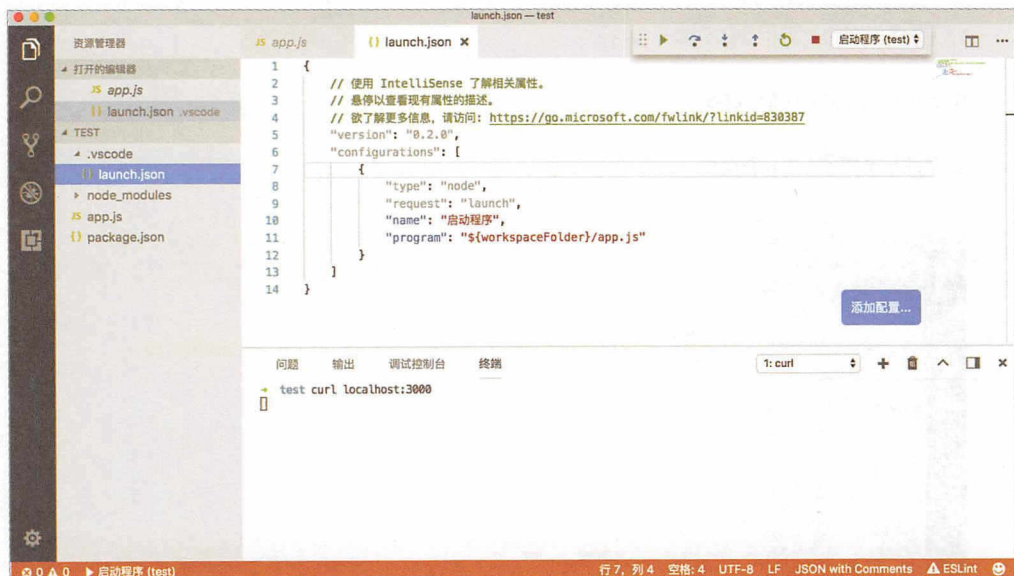 launch.json — test
资源管理器
打开的编辑器
JS app.js
{} launch.json .vscode
TEST
.vscode
{} launch.json
node_modules
JS app.js
{} package.json
JS app.js
{} launch.json ×
启动程序 (test)
1 {
2 // 使用 IntelliSense 了解相关属性。
3 // 悬停以查看现有属性的描述。
4 // 欲了解更多信息，请访问: https://go.microsoft.com/fwlink/?linkid=830387
5 "version": "0.2.0",
6 "configurations": [
7 {
8 "type": "node",
9 "request": "launch",
10 "name": "启动程序",
11 "program": "${workspaceFolder}/app.js"
12 }
13 ]
14 }
添加配置...
问题 输出 调试控制台 终端
1: curl
→ test curl localhost:3000
0 0 启动程序 (test)
行 7，列 4 空格: 4 UTF-8 LF JSON with Comments ESLint